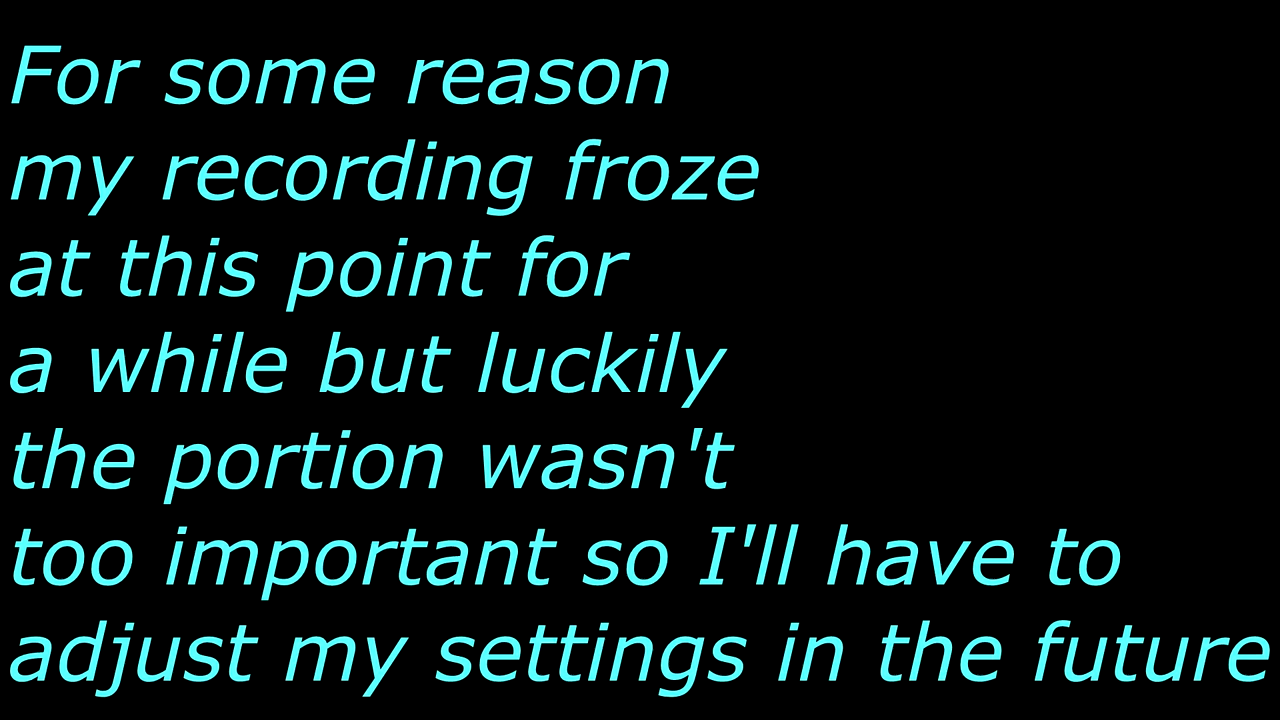 For some reason
my recording froze
at this point for
a while but luckily
the portion wasn't
too important so I'll have to
adjust my settings in the future